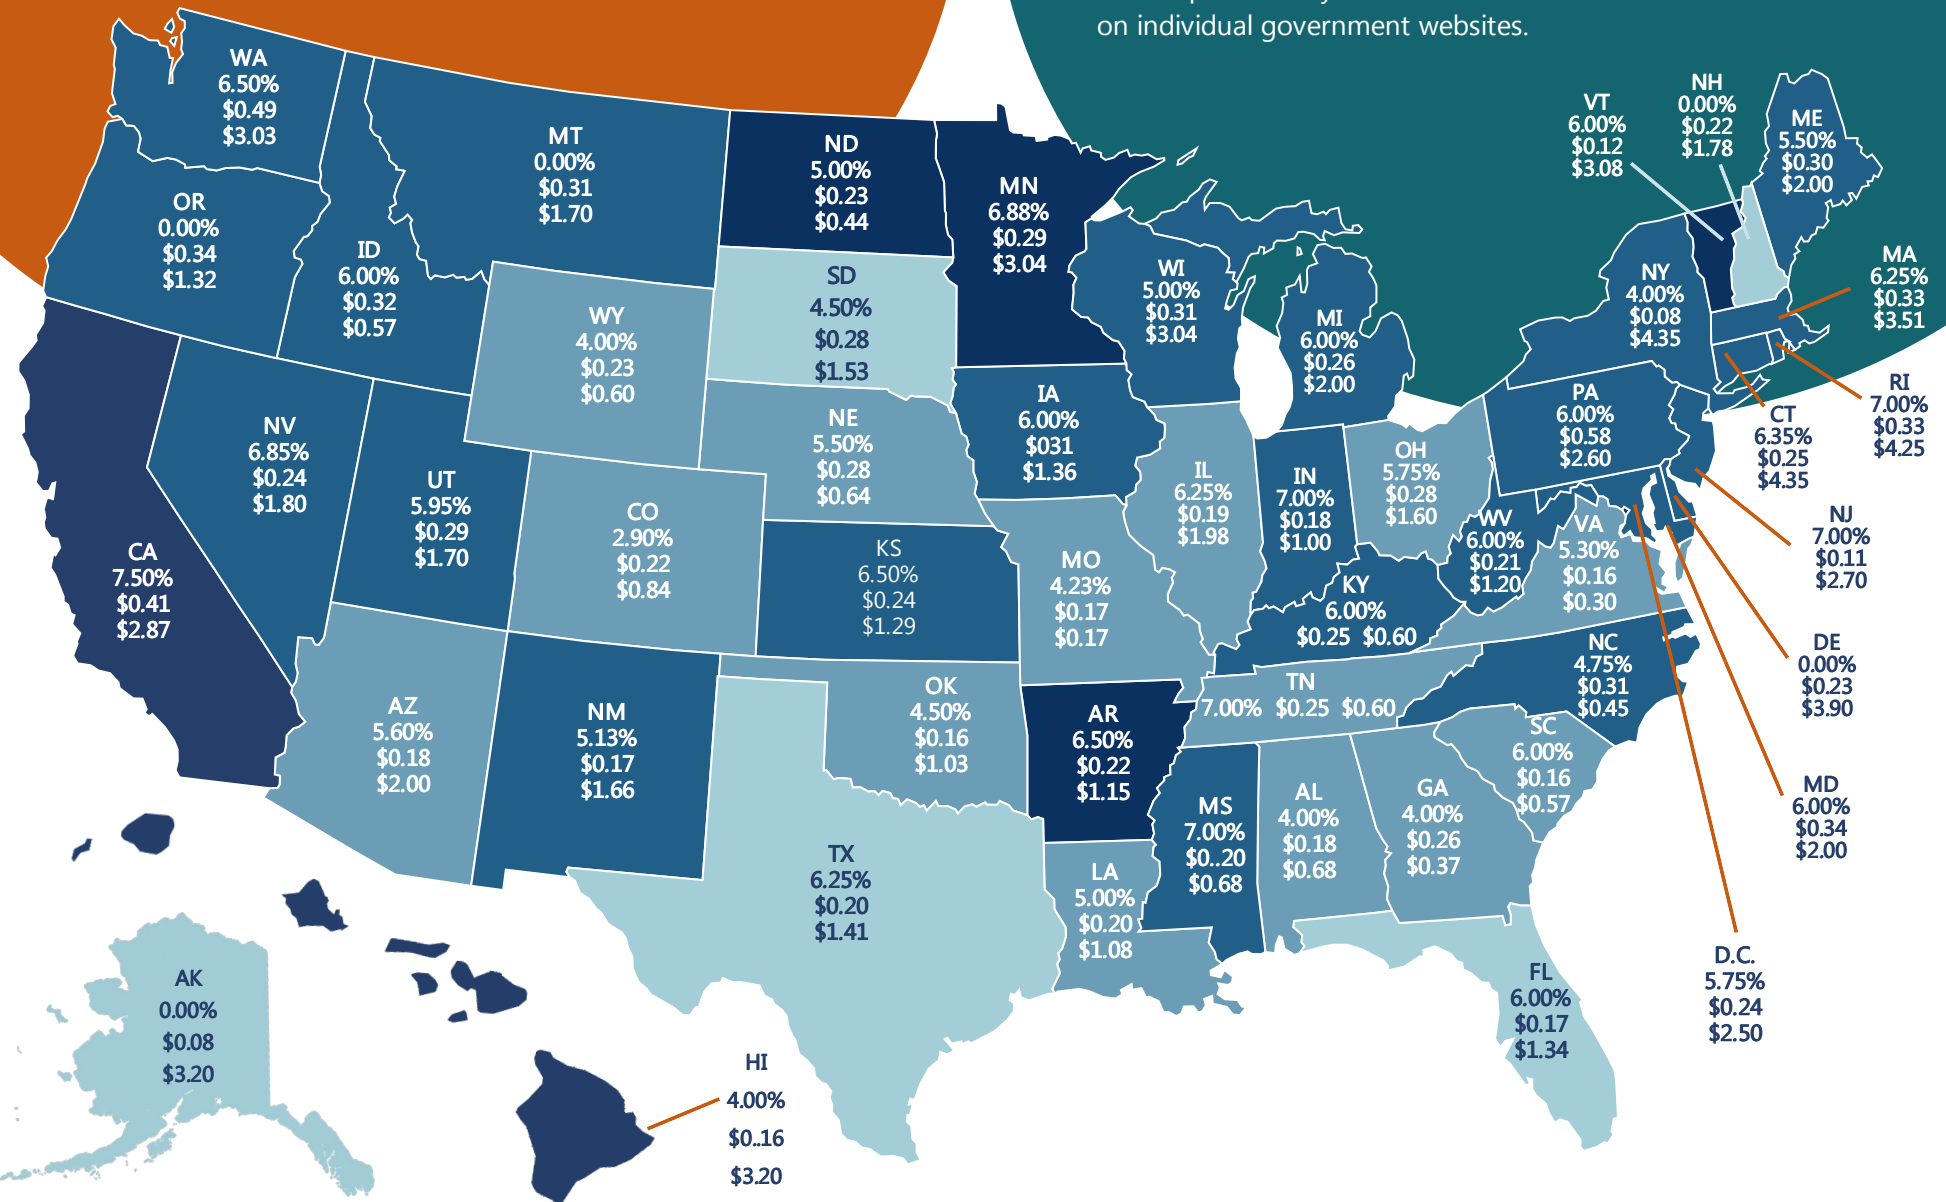 on individual government websites.
WA
6.50%
$0.49
$3.03
OR
0.00%
$0.34
$1.32
ID
6.00%
$0.32
$0.57
MT
0.00%
$0.31
$1.70
ND
5.00%
$0.23
$0.44
MN
6.88%
$0.29
$3.04
SD
4.50%
$0.28
$1.53
WY
4.00%
$0.23
$0.60
WI
5.00%
$0.31
$3.04
MI
6.00%
$0.26
$2.00
VT
6.00%
$0.12
$3.08
NH
0.00%
$0.22
$1.78
ME
5.50%
$0.30
$2.00
NY
4.00%
$0.08
$4.35
MA
6.25%
$0.33
$3.51
RI
7.00%
$0.33
$4.25
CT
6.35%
$0.25
$4.35
PA
6.00%
$0.58
$2.60
NJ
7.00%
$0.11
$2.70
NV
6.85%
$0.24
$1.80
UT
5.95%
$0.29
$1.70
CO
2.90%
$0.22
$0.84
NE
5.50%
$0.28
$0.64
IA
6.00%
$031
$1.36
IL
6.25%
$0.19
$1.98
IN
7.00%
$0.18
$1.00
OH
5.75%
$0.28
$1.60
WV
6.00%
$0.21
$1.20
VA
5.30%
$0.16
$0.30
CA
7.50%
$0.41
$2.87
KS
6.50%
$0.24
$1.29
MO
4.23%
$0.17
$0.17
KY
6.00%
$0.25 $0.60
DE
0.00%
$0.23
$3.90
NC
4.75%
$0.31
$0.45
TN
7.00% $0.25 $0.60
AZ
5.60%
$0.18
$2.00
NM
5.13%
$0.17
$1.66
OK
4.50%
$0.16
$1.03
AR
6.50%
$0.22
$1.15
SC
6.00%
$0.16
$0.57
MD
6.00%
$0.34
$2.00
MS
7.00%
$0..20
$0.68
AL
4.00%
$0.18
$0.68
GA
4.00%
$0.26
$0.37
TX
6.25%
$0.20
$1.41
LA
5.00%
$0.20
$1.08
FL
6.00%
$0.17
$1.34
D.C.
5.75%
$0.24
$2.50
AK
0.00%
$0.08
$3.20
HI
4.00%
$0..16
$3.20